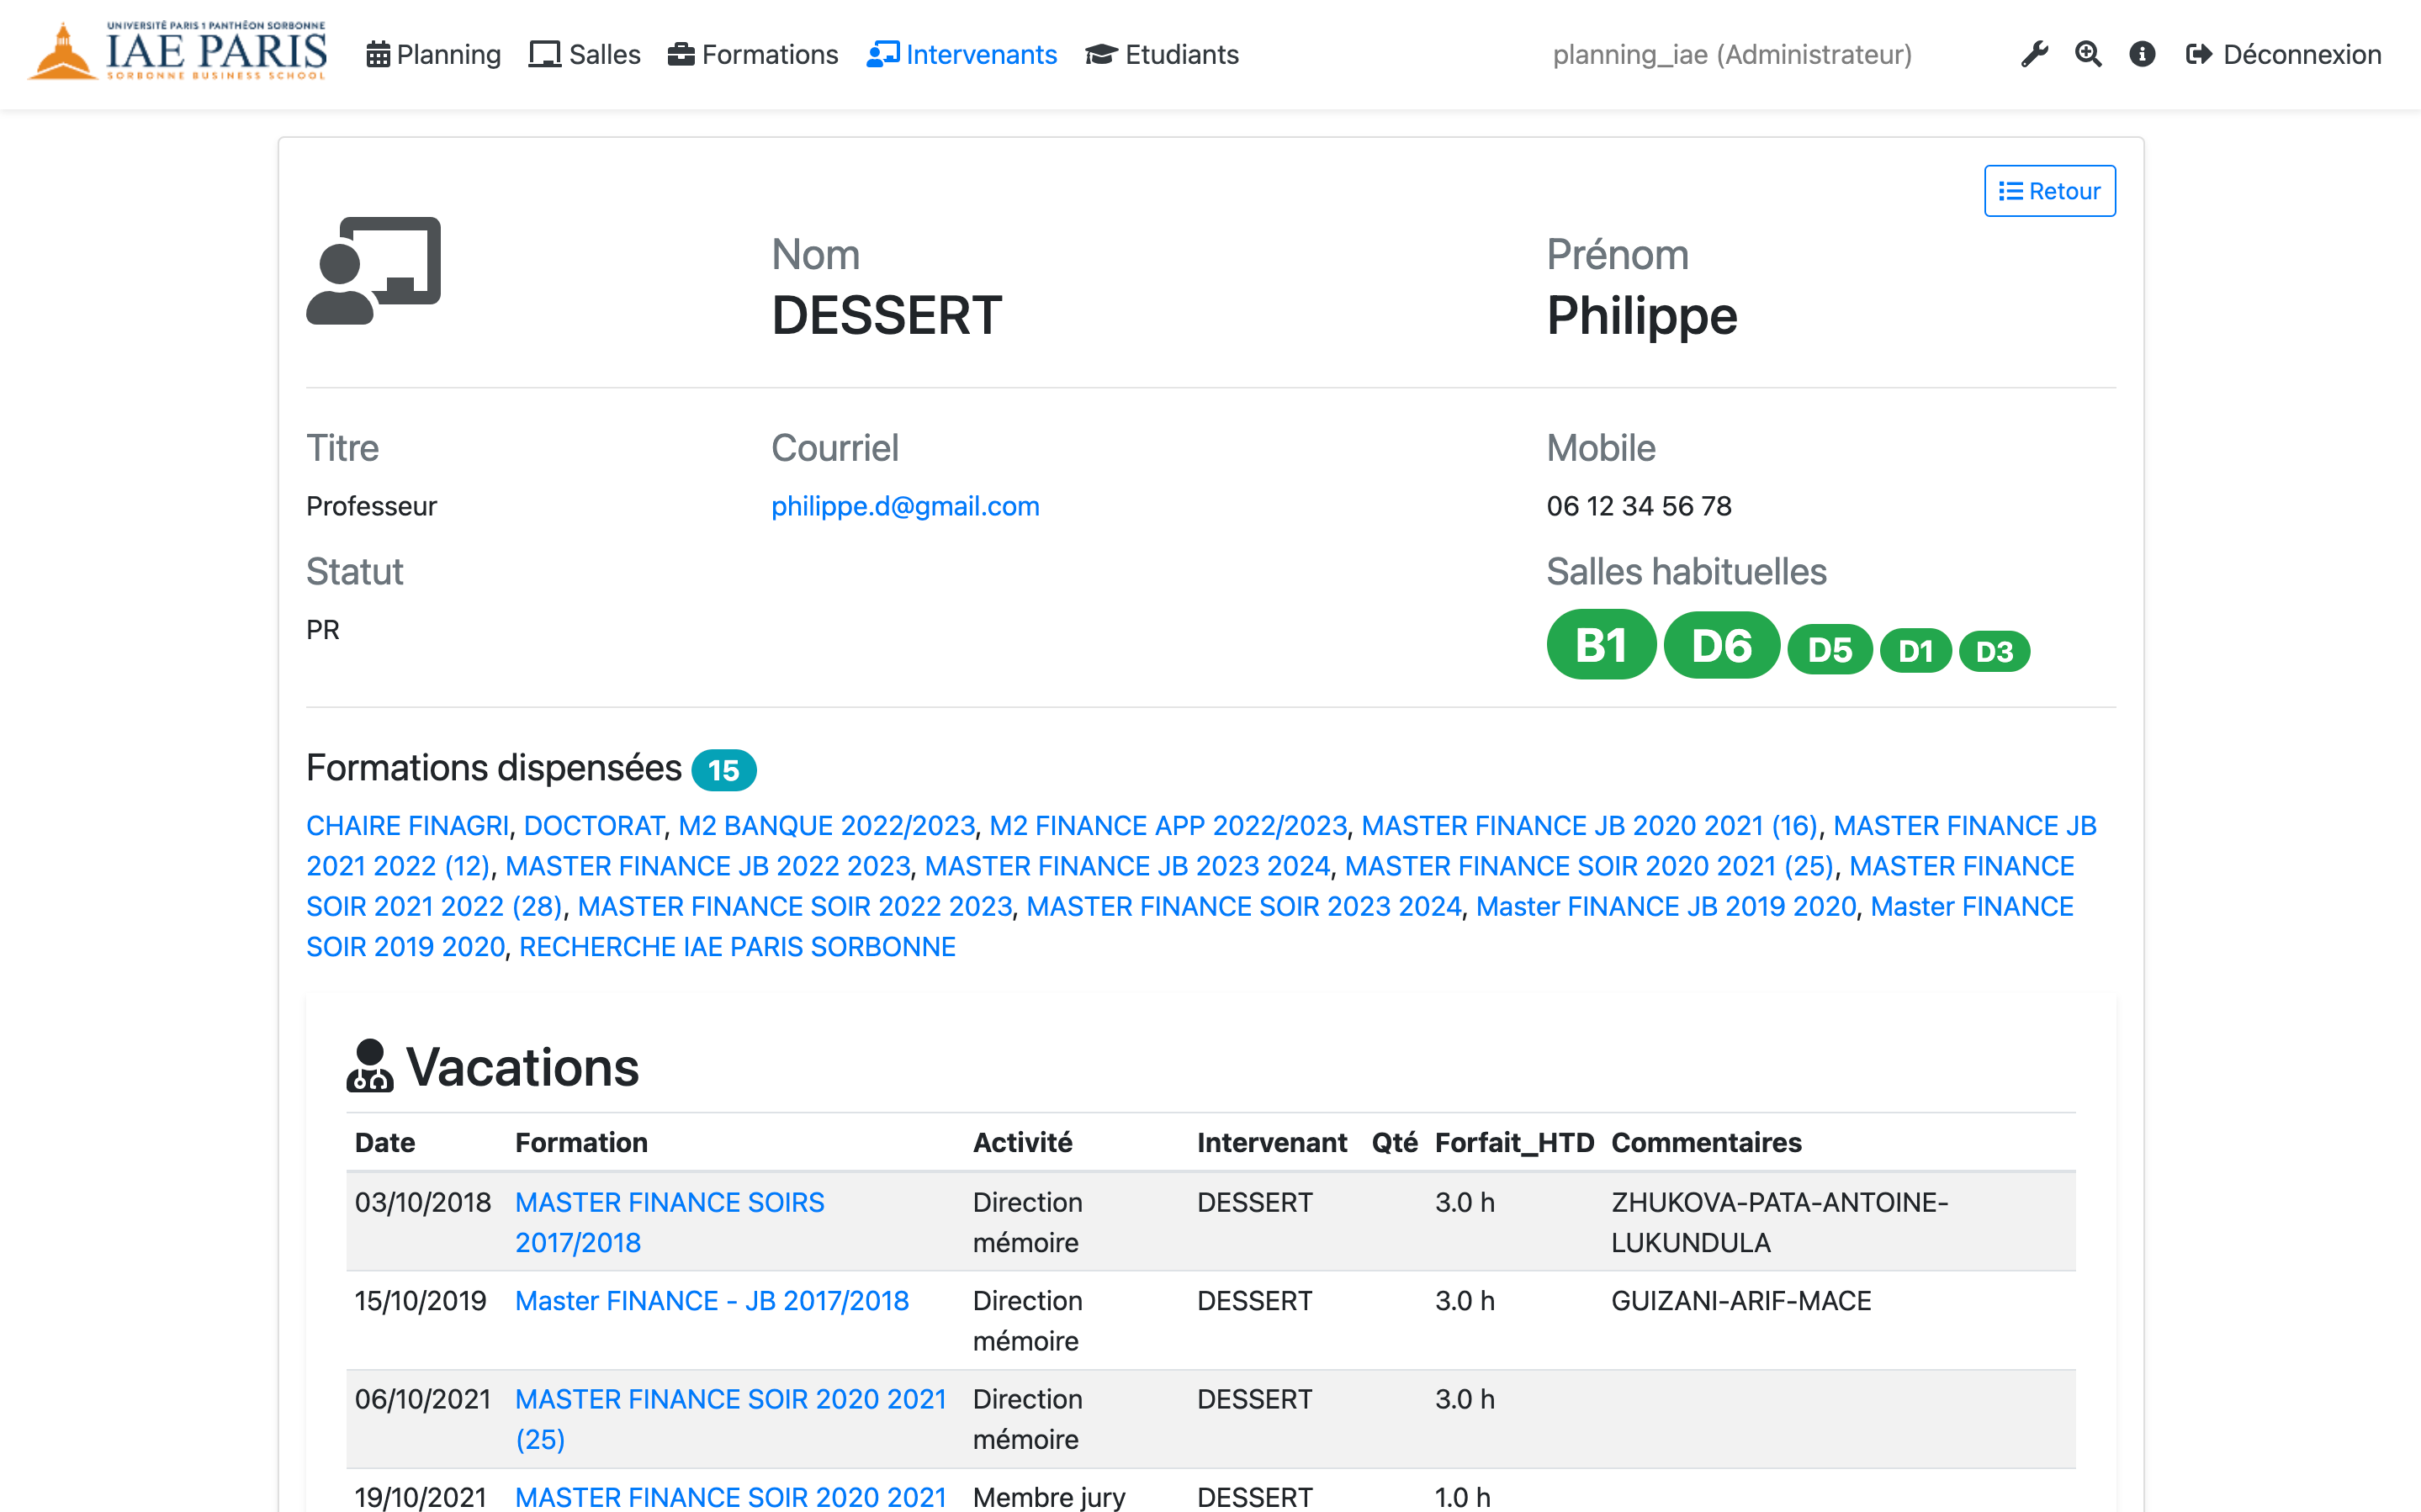 UNIVERSITÉ PARIS 1 PANTHÉON SORBONNE
IAE PARIS
SORBONNE BUSINESS SCHOOL
Planning Salles Formations Intervenants Etudiants planning_iae (Administrateur) Déconnexion
Retour
Nom Prénom
DESSERT Philippe
Titre Courriel Mobile
Professeur philippe.d@gmail.com 06 12 34 56 78
Statut Salles habituelles
PR B1 D6 D5 D1 D3
Formations dispensées 15
CHAIRE FINAGRI, DOCTORAT, M2 BANQUE 2022/2023, M2 FINANCE APP 2022/2023, MASTER FINANCE JB 2020 2021 (16), MASTER FINANCE JB
2021 2022 (12), MASTER FINANCE JB 2022 2023, MASTER FINANCE JB 2023 2024, MASTER FINANCE SOIR 2020 2021 (25), MASTER FINANCE
SOIR 2021 2022 (28), MASTER FINANCE SOIR 2022 2023, MASTER FINANCE SOIR 2023 2024, Master FINANCE JB 2019 2020, Master FINANCE
SOIR 2019 2020, RECHERCHE IAE PARIS SORBONNE
Vacations
Date Formation Activité Intervenant Qté Forfait_HTD Commentaires
03/10/2018 MASTER FINANCE SOIRS Direction DESSERT 3.0 h ZHUKOVA-PATA-ANTOINE-
2017/2018 mémoire LUKUNDULA
15/10/2019 Master FINANCE - JB 2017/2018 Direction DESSERT 3.0 h GUIZANI-ARIF-MACE
mémoire
06/10/2021 MASTER FINANCE SOIR 2020 2021 Direction DESSERT 3.0 h
(25) mémoire
19/10/2021 MASTER FINANCE SOIR 2020 2021 Membre jury DESSERT 1.0 h